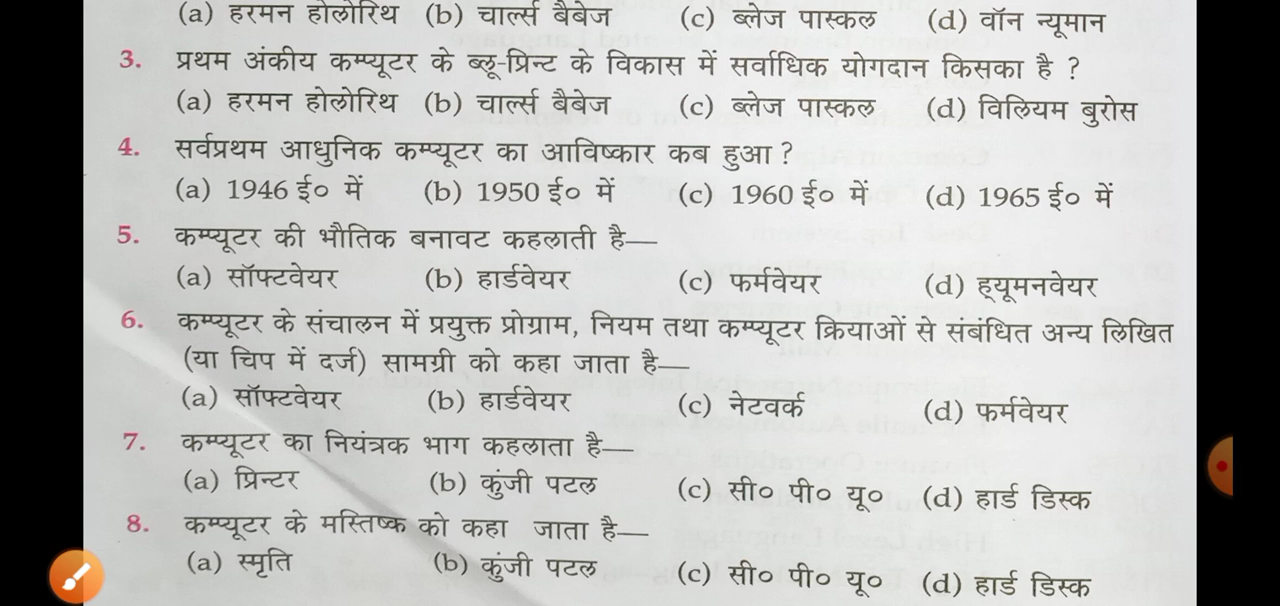 (a) हरमन होलोरिथ (b) चार्ल्स बैबेज (c) ब्लेज पास्कल (d) वॉन न्यूमान
3. प्रथम अंकीय कम्प्यूटर के ब्लू-प्रिन्ट के विकास में सर्वाधिक योगदान किसका है ?
(a) हरमन होलोरिथ (b) चार्ल्स बैबेज (c) ब्लेज पास्कल (d) विलियम बुरोस
4. सर्वप्रथम आधुनिक कम्प्यूटर का आविष्कार कब हुआ ?
(a) 1946 ई० में (b) 1950 ई० में (c) 1960 ई० में (d) 1965 ई० में
5. कम्प्यूटर की भौतिक बनावट कहलाती है—
(a) सॉफ्टवेयर (b) हार्डवेयर (c) फर्मवेयर (d) ह्यूमनवेयर
6. कम्प्यूटर के संचालन में प्रयुक्त प्रोग्राम, नियम तथा कम्प्यूटर क्रियाओं से संबंधित अन्य लिखित
(या चिप में दर्ज) सामग्री को कहा जाता है—
(a) सॉफ्टवेयर (b) हार्डवेयर (c) नेटवर्क (d) फर्मवेयर
7. कम्प्यूटर का नियंत्रक भाग कहलाता है—
(a) प्रिन्टर (b) कुंजी पटल (c) सी० पी० यू० (d) हार्ड डिस्क
8. कम्प्यूटर के मस्तिष्क को कहा जाता है—
(a) स्मृति (b) कुंजी पटल (c) सी० पी० यू० (d) हार्ड डिस्क